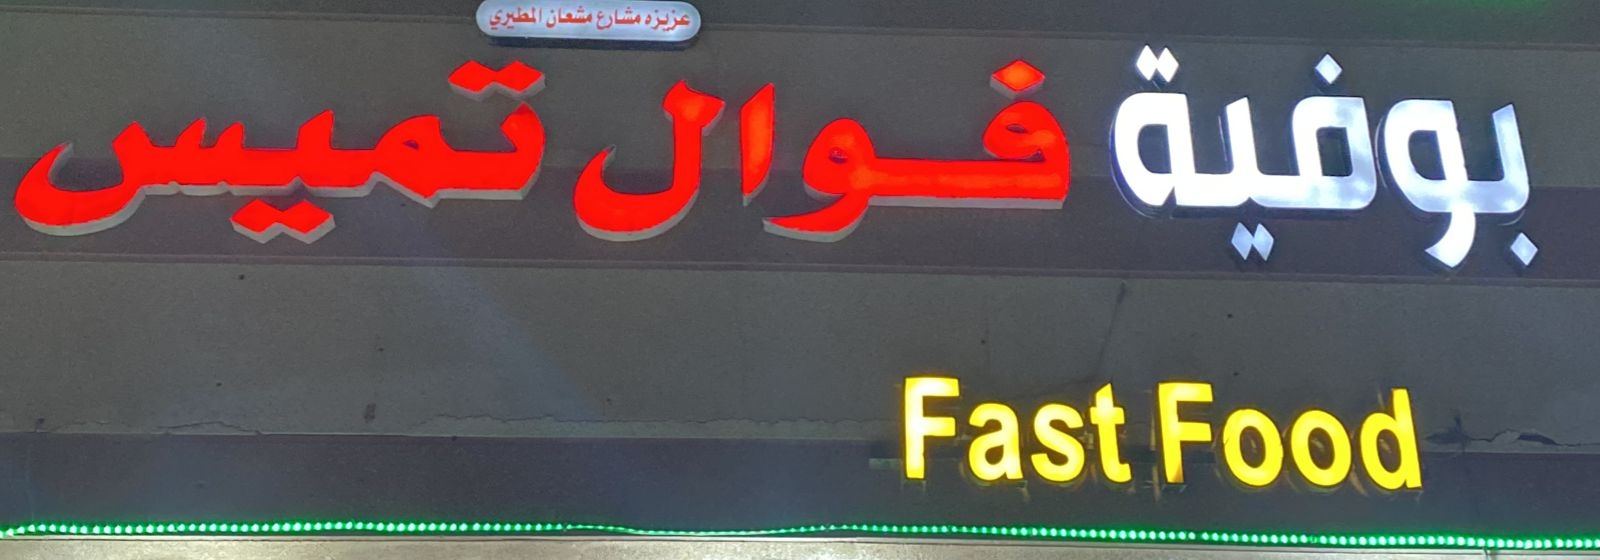 عزيزه مشارع مشعان المطيري
بوفية فوال تميس
Fast Food